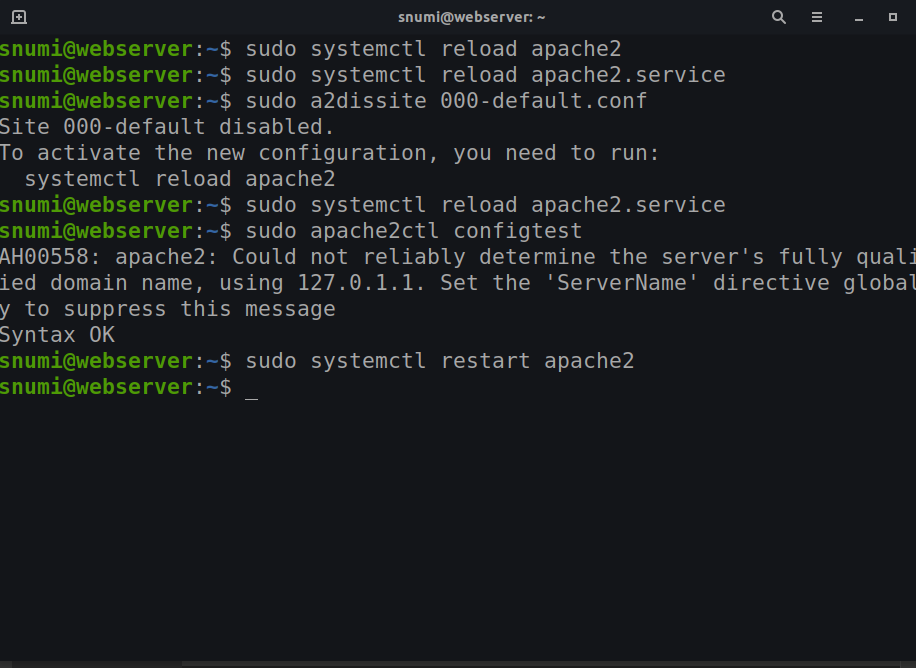 snumi@webserver: ~
snumi@webserver:~$ sudo systemctl reload apache2
snumi@webserver:~$ sudo systemctl reload apache2.service
snumi@webserver:~$ sudo a2dissite 000-default.conf
Site 000-default disabled.
To activate the new configuration, you need to run:
  systemctl reload apache2
snumi@webserver:~$ sudo systemctl reload apache2.service
snumi@webserver:~$ sudo apache2ctl configtest
AH00558: apache2: Could not reliably determine the server's fully quali
ied domain name, using 127.0.1.1. Set the 'ServerName' directive global
y to suppress this message
Syntax OK
snumi@webserver:~$ sudo systemctl restart apache2
snumi@webserver:~$ _